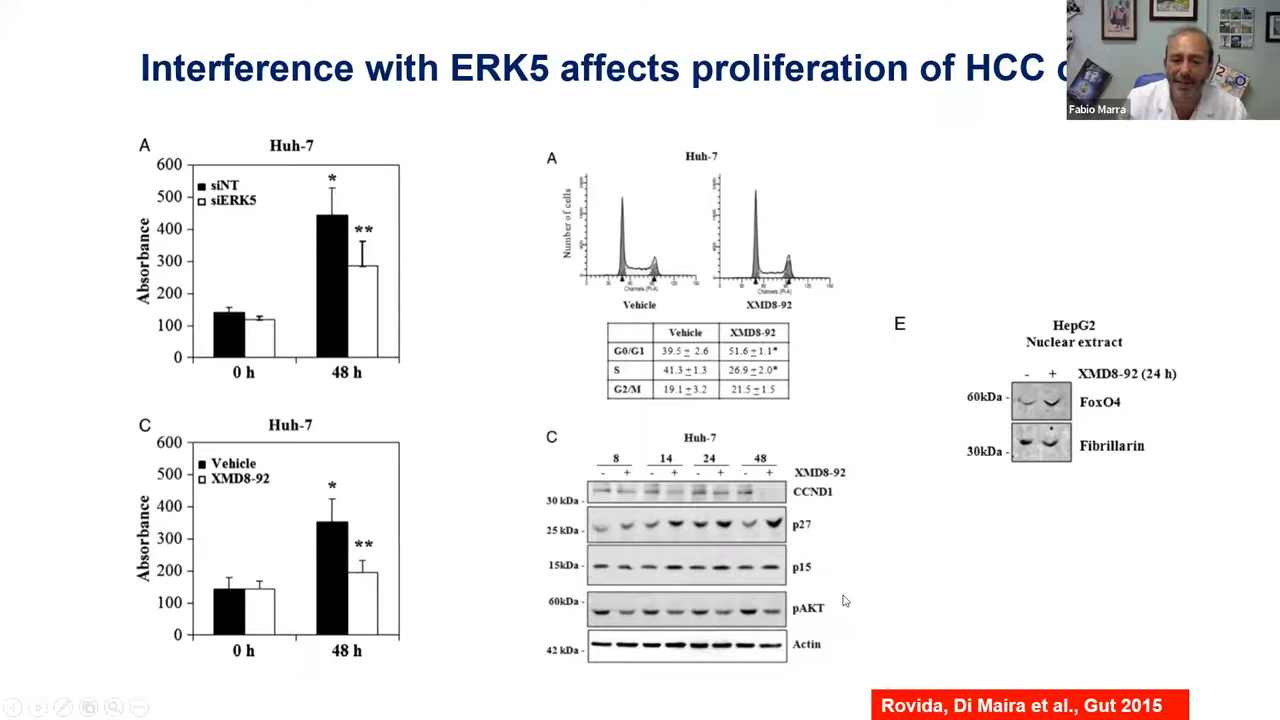 Interference with ERK5 affects proliferation of HCC
Fabio Marra
A
Huh-7
600
500
400
300
200
100
0
Absorbance
siNT
siERK5
*
**
0 h
48 h
C
Huh-7
600
500
400
300
200
100
0
Absorbance
Vehicle
XMD8-92
*
**
0 h
48 h
A
Huh-7
Number of cells
Vehicle
XMD8-92
Vehicle XMD8-92
G0/G1 39.5 ± 2.6 51.6 ±1.1*
S 41.3 ±1.3 26.9 ±2.0*
G2/M 19.1 ±3.2 21.5 ±1.5
C
Huh-7
8 14 24 48
- + - + - + - + XMD8-92
30 kDa - CCND1
25 kDa - p27
15kDa - p15
60kDa - pAKT
42 kDa - Actin
E
HepG2
Nuclear extract
- + XMD8-92 (24 h)
60kDa - FoxO4
30kDa - Fibrillarin
Rovida, Di Maira et al., Gut 2015